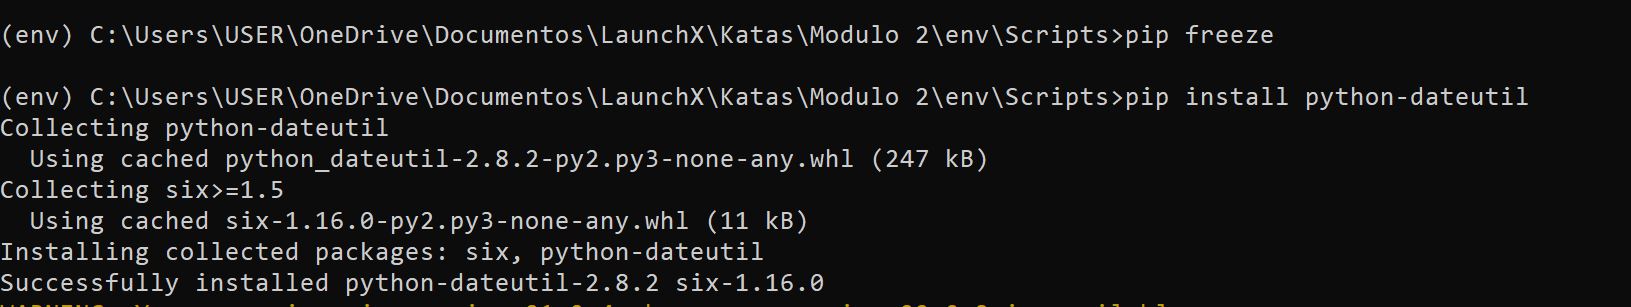 (env) C:\Users\USER\OneDrive\Documentos\LaunchX\Katas\Modulo 2\env\Scripts>pip freeze
(env) C:\Users\USER\OneDrive\Documentos\LaunchX\Katas\Modulo 2\env\Scripts>pip install python-dateutil
Collecting python-dateutil
  Using cached python_dateutil-2.8.2-py2.py3-none-any.whl (247 kB)
Collecting six>=1.5
  Using cached six-1.16.0-py2.py3-none-any.whl (11 kB)
Installing collected packages: six, python-dateutil
Successfully installed python-dateutil-2.8.2 six-1.16.0